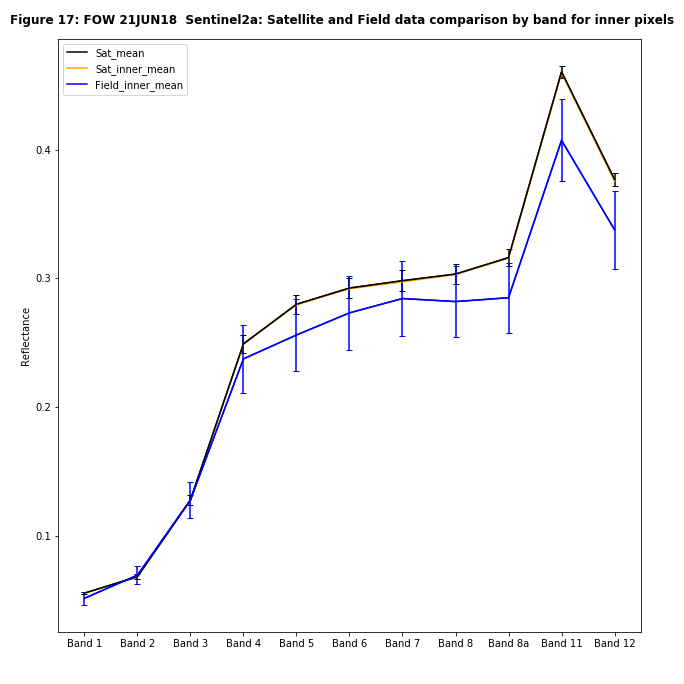 Figure 17: FOW 21JUN18  Sentinel2a: Satellite and Field data comparison by band for inner pixels
Sat_mean
Sat_inner_mean
Field_inner_mean
Reflectance
0.4
0.3
0.2
0.1
Band 1 Band 2 Band 3 Band 4 Band 5 Band 6 Band 7 Band 8 Band 8a Band 11 Band 12